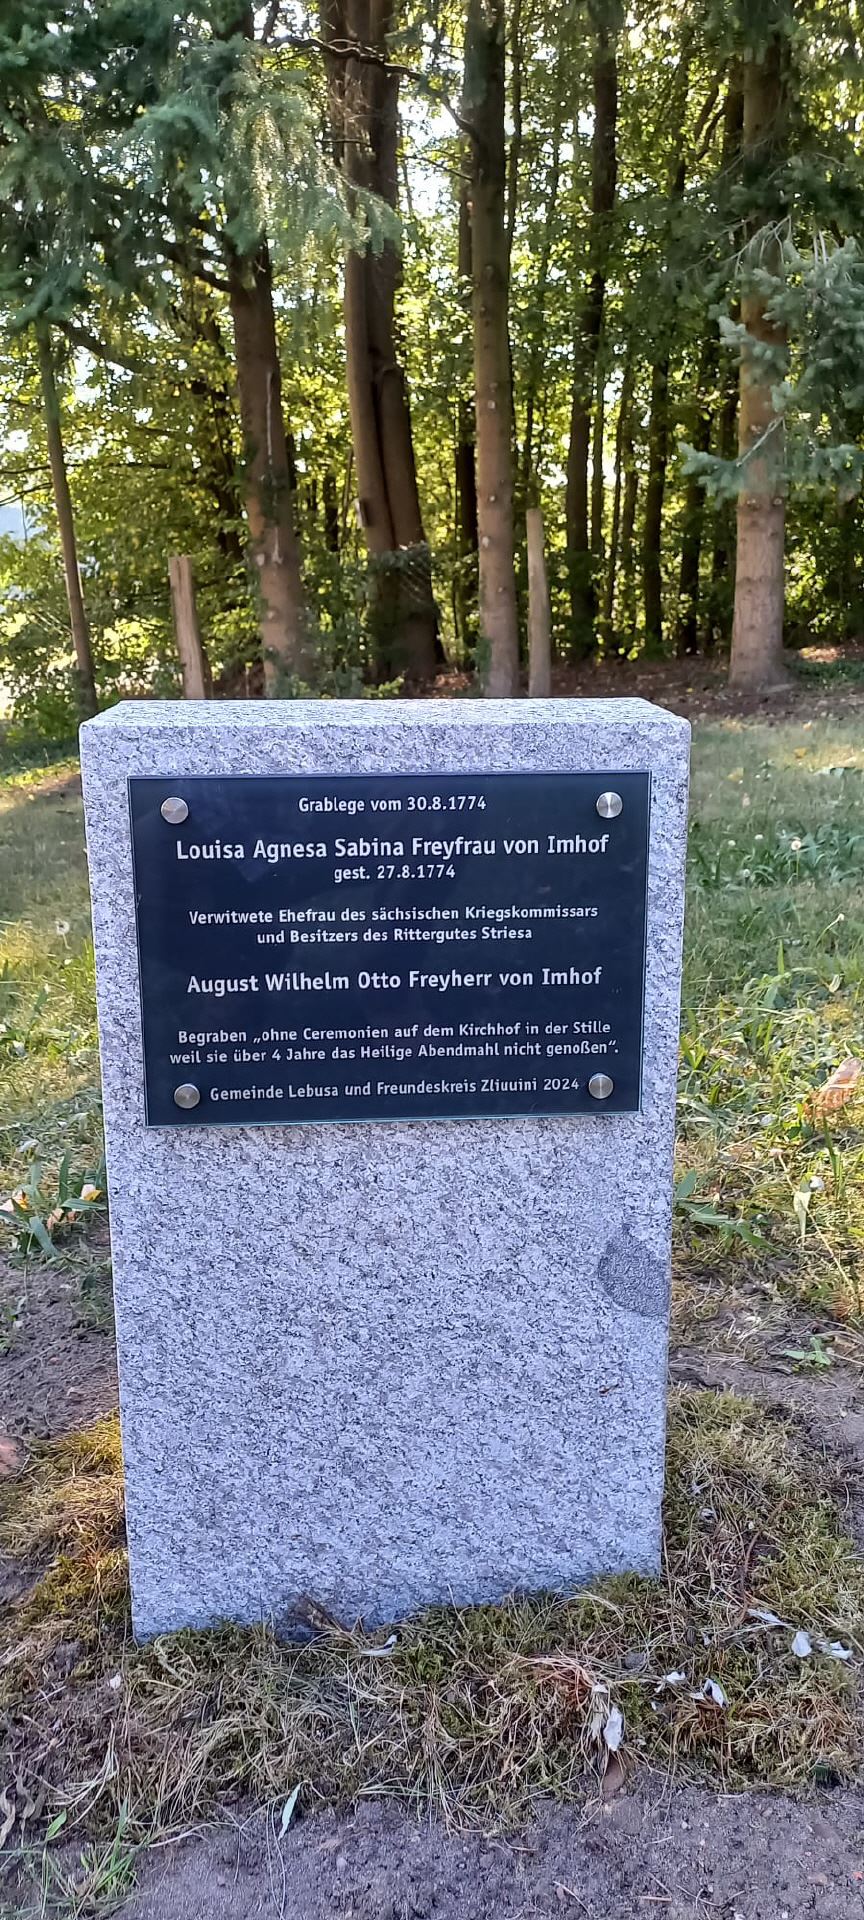 Grablege vom 30.8.1774
Louisa Agnesa Sabina Freyfrau von Imhof
gest. 27.8.1774
Verwitwete Ehefrau des sächsischen Kriegskommissars
und Besitzers des Rittergutes Striesa
August Wilhelm Otto Freyherr von Imhof
Begraben „ohne Ceremonien auf dem Kirchhof in der Stille
weil sie über 4 Jahre das Heilige Abendmahl nicht genoßen“.
Gemeinde Lebusa und Freundeskreis Zliuuini 2024